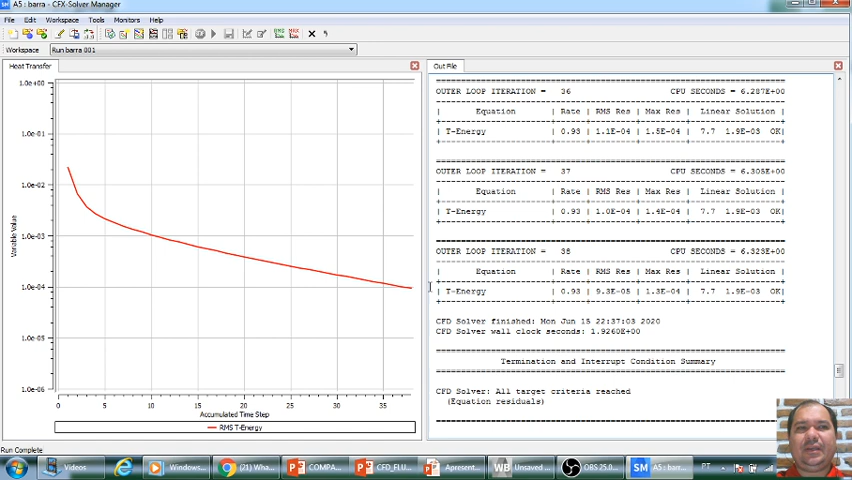 A5 : barra - CFX-Solver Manager
File Edit Workspace Tools Monitors Help
Workspace Run barra 001
Heat Transfer
Variable Value
1.0e+00
1.0e-01
1.0e-02
1.0e-03
1.0e-04
1.0e-05
1.0e-06
0 5 10 15 20 25 30 35
Accumulated Time Step
RMS T-Energy
Out File
OUTER LOOP ITERATION = 36 CPU SECONDS = 6.287E+00
| Equation | Rate | RMS Res | Max Res | Linear Solution |
| T-Energy | 0.93 | 1.1E-04 | 1.5E-04 | 7.7 1.9E-03 OK|
OUTER LOOP ITERATION = 37 CPU SECONDS = 6.305E+00
| Equation | Rate | RMS Res | Max Res | Linear Solution |
| T-Energy | 0.93 | 1.0E-04 | 1.4E-04 | 7.7 1.9E-03 OK|
OUTER LOOP ITERATION = 38 CPU SECONDS = 6.323E+00
| Equation | Rate | RMS Res | Max Res | Linear Solution |
| T-Energy | 0.93 | 9.3E-05 | 1.3E-04 | 7.7 1.9E-03 OK|
CFD Solver finished: Mon Jun 15 22:37:03 2020
CFD Solver wall clock seconds: 1.9260E+00
Termination and Interrupt Condition Summary
CFD Solver: All target criteria reached
(Equation residuals)
Run Complete
Videos
Windows...
(21) Wha...
COMPA...
CFD_FLU...
Apresent...
WB Unsaved ...
OBS 25.0...
SM A5 : barra...
PT